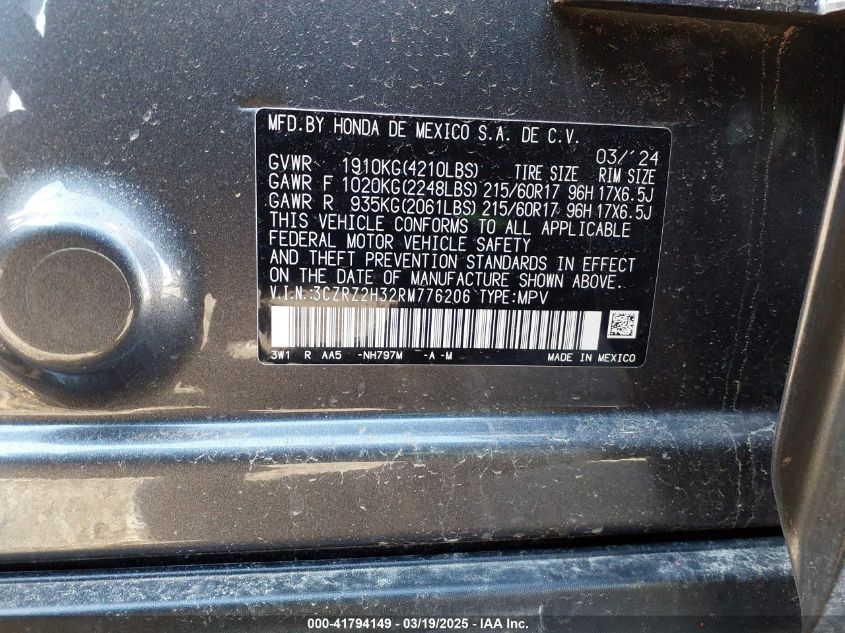 MFD.BY HONDA DE MEXICO S.A. DE C.V.
03/'24
GVWR 1910KG(4210LBS) TIRE SIZE RIM SIZE
GAWR F 1020KG(2248LBS) 215/60R17 96H 17X6.5J
GAWR R 935KG(2061LBS) 215/60R17 96H 17X6.5J
THIS VEHICLE CONFORMS TO ALL APPLICABLE
FEDERAL MOTOR VEHICLE SAFETY
AND THEFT PREVENTION STANDARDS IN EFFECT
ON THE DATE OF MANUFACTURE SHOWN ABOVE.
V.I.N.:3CZRZ2H32RM776206 TYPE:MPV
3W1 R AA5 -NH797M -A -M MADE IN MEXICO
000-41794149 - 03/19/2025 - IAA Inc.